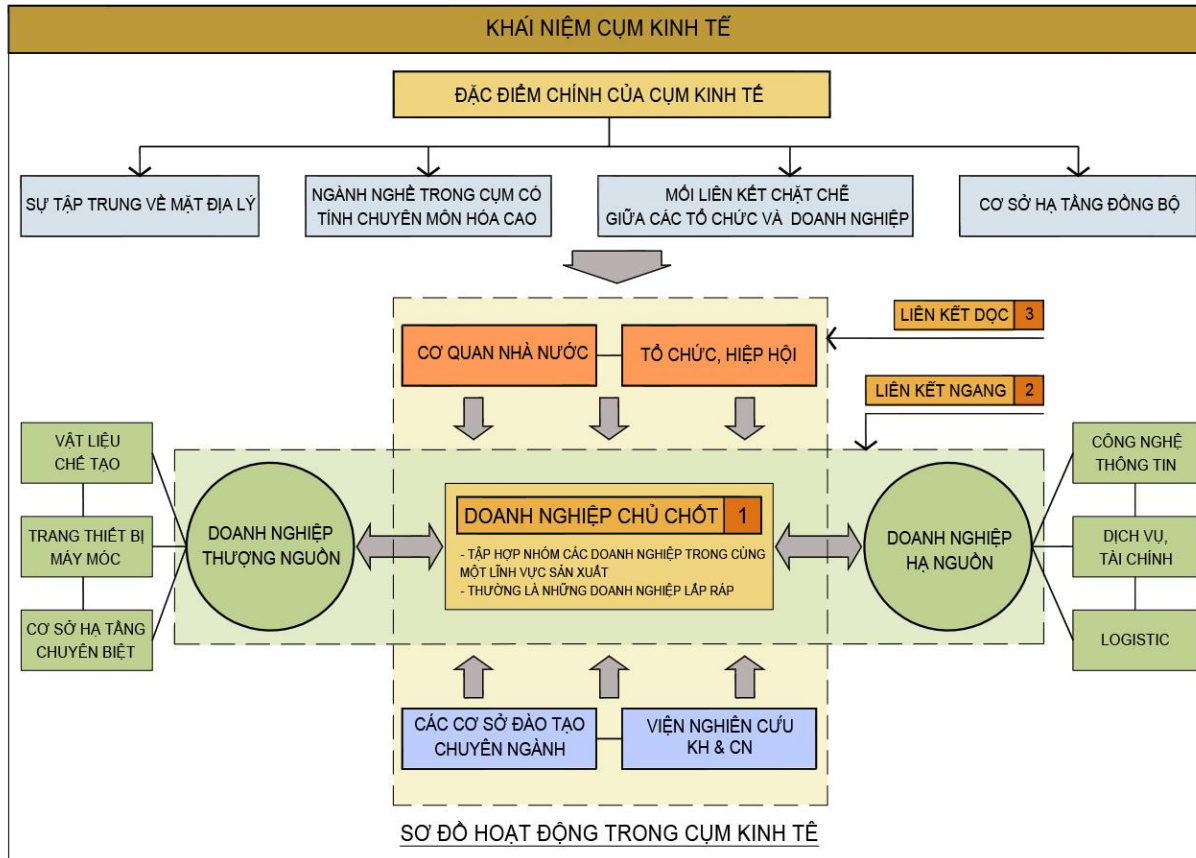 KHÁI NIỆM CỤM KINH TẾ
ĐẶC ĐIỂM CHÍNH CỦA CỤM KINH TẾ
SỰ TẬP TRUNG VỀ MẶT ĐỊA LÝ
NGÀNH NGHỀ TRONG CỤM CÓ
TÍNH CHUYÊN MÔN HÓA CAO
MỐI LIÊN KẾT CHẶT CHẼ
GIỮA CÁC TỔ CHỨC VÀ DOANH NGHIỆP
CƠ SỞ HẠ TẦNG ĐỒNG BỘ
LIÊN KẾT DỌC 3
CƠ QUAN NHÀ NƯỚC
TỔ CHỨC, HIỆP HỘI
LIÊN KẾT NGANG 2
VẬT LIỆU
CHẾ TẠO
TRANG THIẾT BỊ
MÁY MÓC
CƠ SỞ HẠ TẦNG
CHUYÊN BIỆT
DOANH NGHIỆP
THƯỢNG NGUỒN
DOANH NGHIỆP CHỦ CHỐT 1
- TẬP HỢP NHÓM CÁC DOANH NGHIỆP TRONG CÙNG
MỘT LĨNH VỰC SẢN XUẤT
- THƯỜNG LÀ NHỮNG DOANH NGHIỆP LẮP RÁP
DOANH NGHIỆP
HẠ NGUỒN
CÔNG NGHỆ
THÔNG TIN
DỊCH VỤ,
TÀI CHÍNH
LOGISTIC
CÁC CƠ SỞ ĐÀO TẠO
CHUYÊN NGÀNH
VIỆN NGHIÊN CỨU
KH & CN
SƠ ĐỒ HOẠT ĐỘNG TRONG CỤM KINH TÊ